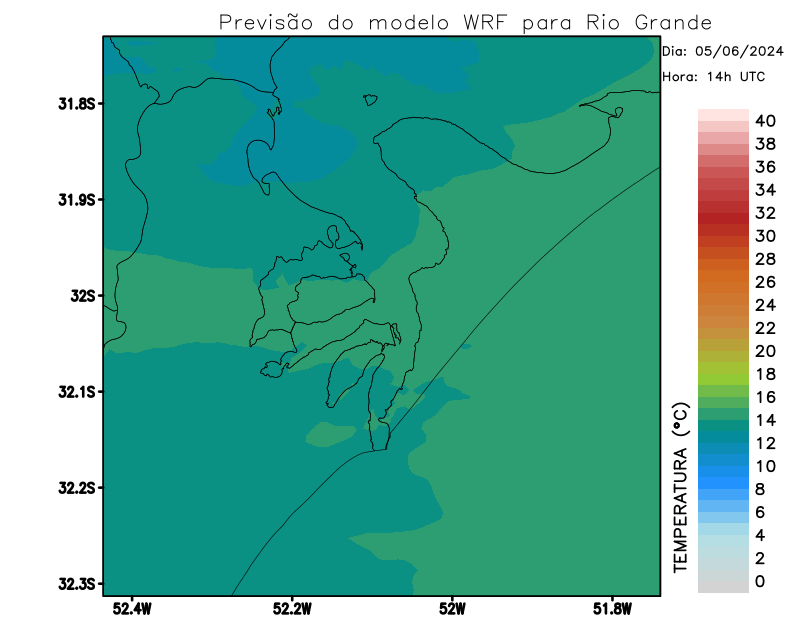 Previsão do modelo WRF para Rio Grande
Dia: 05/06/2024
Hora: 14h UTC
31.8S
31.9S
32S
32.1S
32.2S
32.3S
52.4W
52.2W
52W
51.8W
TEMPERATURA (°C)
40
38
36
34
32
30
28
26
24
22
20
18
16
14
12
10
8
6
4
2
0